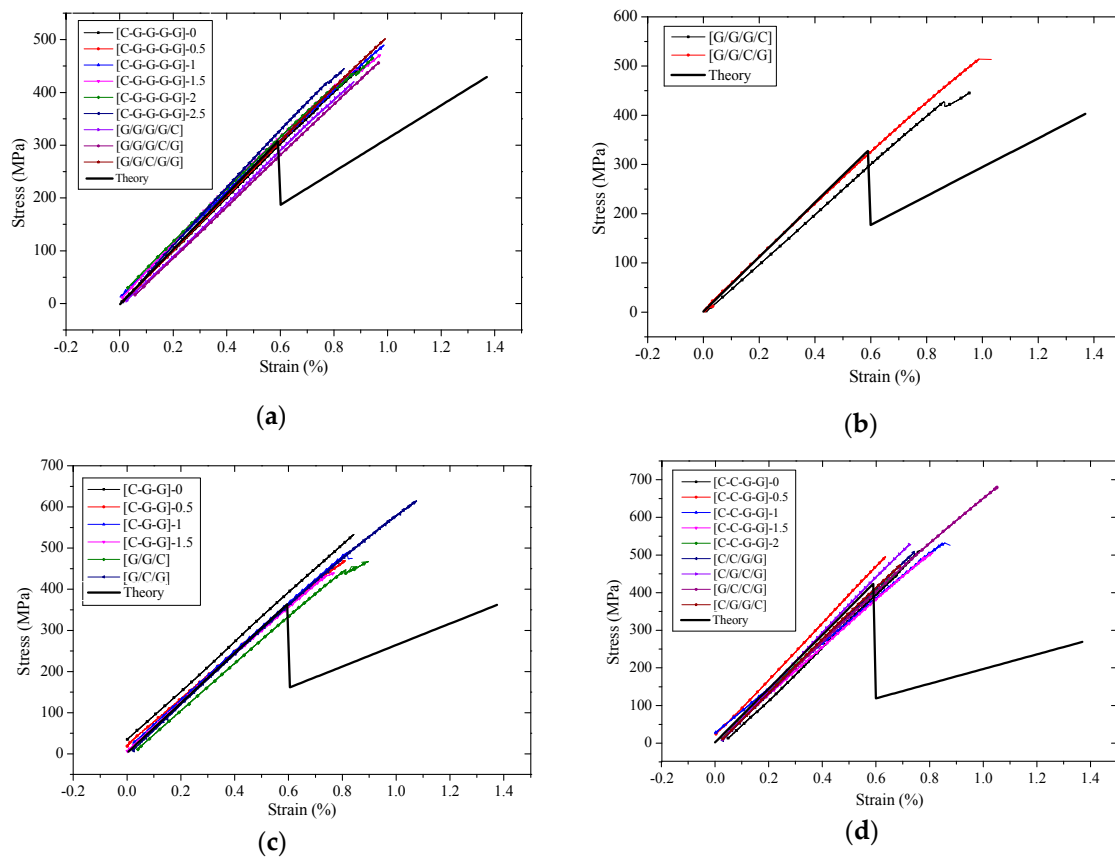 [C-G-G-G-G]-0
[C-G-G-G-G]-0.5
[C-G-G-G-G]-1
[C-G-G-G-G]-1.5
[C-G-G-G-G]-2
[C-G-G-G-G]-2.5
[G/G/G/G/C]
[G/G/G/C/G]
[G/G/C/G/G]
Theory
500
400
300
200
100
0
Stress (MPa)
-0.2 0.0 0.2 0.4 0.6 0.8 1.0 1.2 1.4
Strain (%)
(a)
[G/G/G/C]
[G/G/C/G]
Theory
600
500
400
300
200
100
0
Stress (MPa)
-0.2 0.0 0.2 0.4 0.6 0.8 1.0 1.2 1.4
Strain (%)
(b)
[C-G-G]-0
[C-G-G]-0.5
[C-G-G]-1
[C-G-G]-1.5
[G/G/C]
[G/C/G]
Theory
700
600
500
400
300
200
100
0
Stress (MPa)
-0.2 0.0 0.2 0.4 0.6 0.8 1.0 1.2 1.4
Strain (%)
(c)
[C-C-G-G]-0
[C-C-G-G]-0.5
[C-C-G-G]-1
[C-C-G-G]-1.5
[C-C-G-G]-2
[C/C/G/G]
[C/G/C/G]
[G/C/C/G]
[C/G/G/C]
Theory
700
600
500
400
300
200
100
0
Stress (MPa)
-0.2 0.0 0.2 0.4 0.6 0.8 1.0 1.2 1.4
Strain (%)
(d)